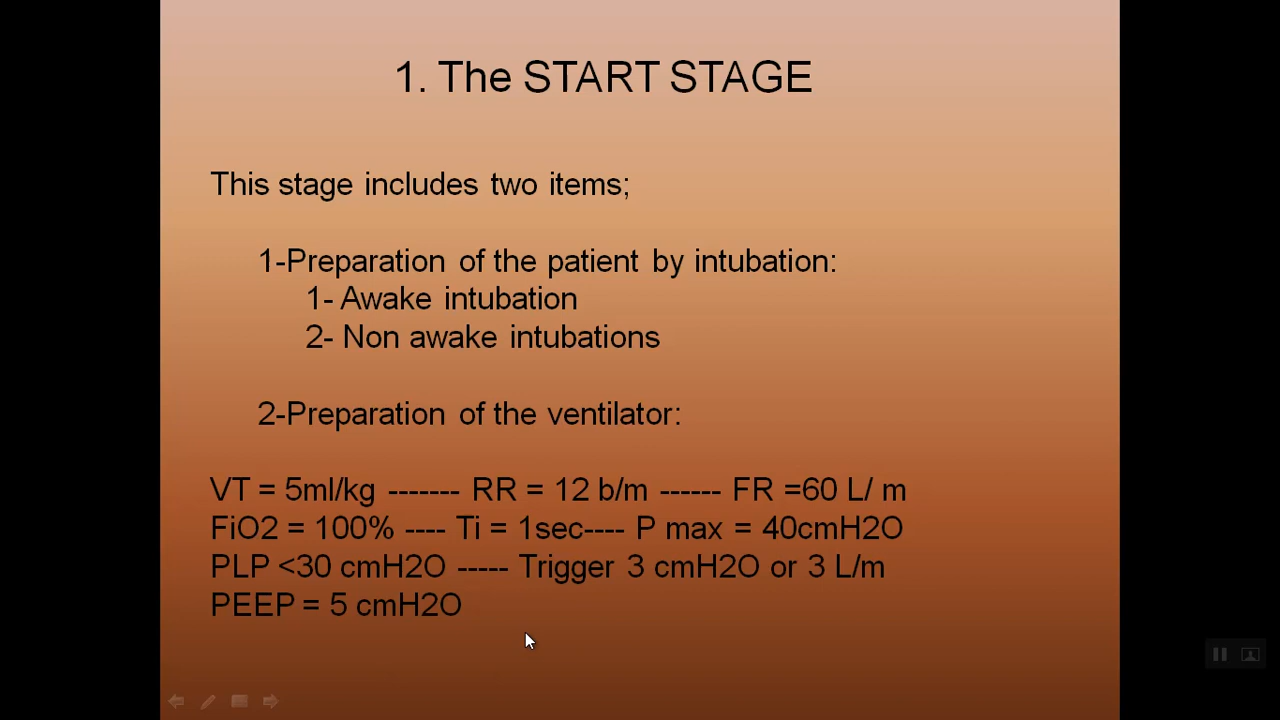 1. The START STAGE
This stage includes two items;
1-Preparation of the patient by intubation:
1- Awake intubation
2- Non awake intubations
2-Preparation of the ventilator:
VT = 5ml/kg ------- RR = 12 b/m ------ FR =60 L/ m
FiO2 = 100% ---- Ti = 1sec---- P max = 40cmH2O
PLP <30 cmH2O ----- Trigger 3 cmH2O or 3 L/m
PEEP = 5 cmH2O